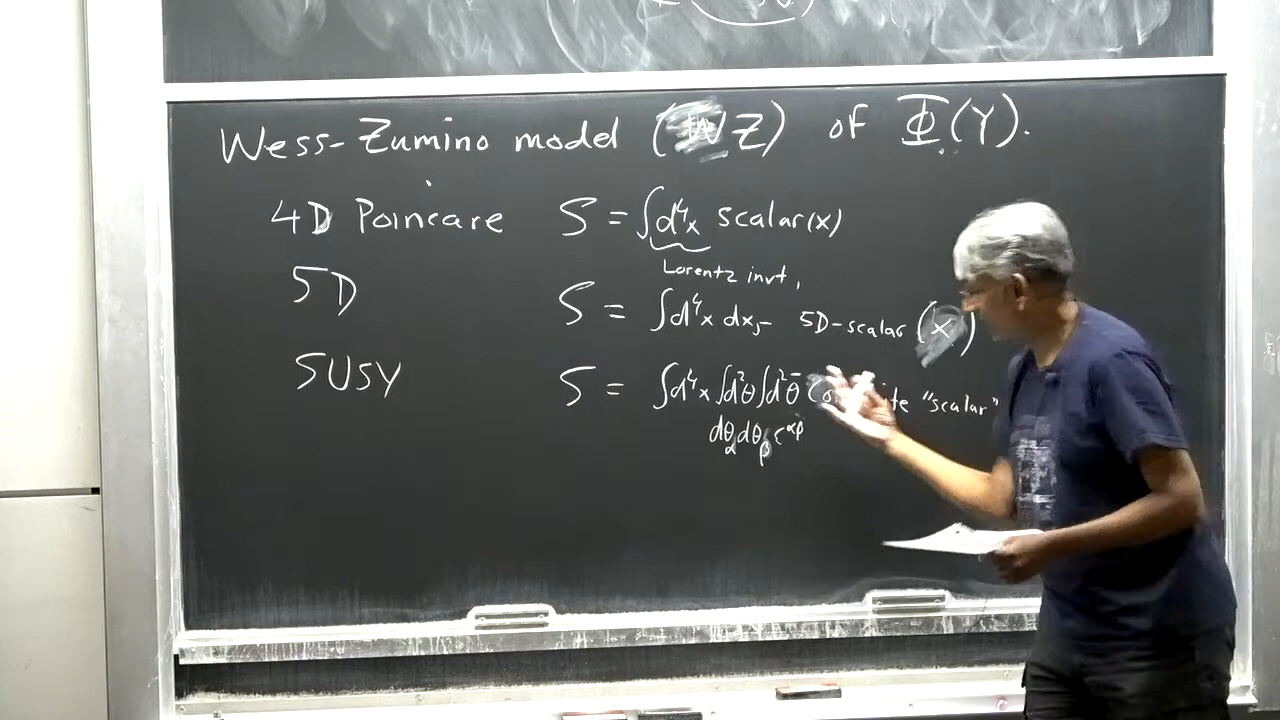 Wess-Zumino model (WZ) of Φ(Y).
4D Poincare S = ∫d⁴x scalar(x)
Lorentz invt,
5D S = ∫d⁴x dx₅ 5D-scalar (X)
SUSY S = ∫d⁴x ∫d²θ ∫d²θ̄ "scalar"
dθ_α dθ_β ε^{αβ}